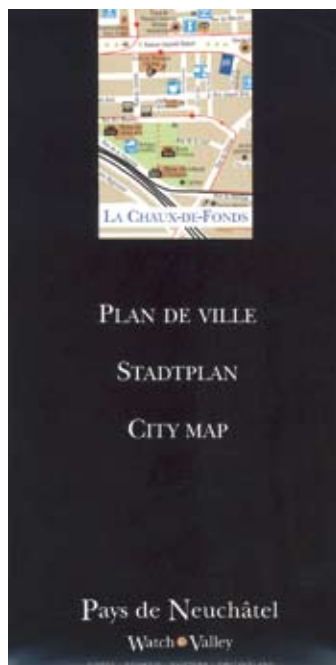 LA CHAUX-DE-FONDS
PLAN DE VILLE
STADTPLAN
CITY MAP
Pays de Neuchâtel
Watch Valley